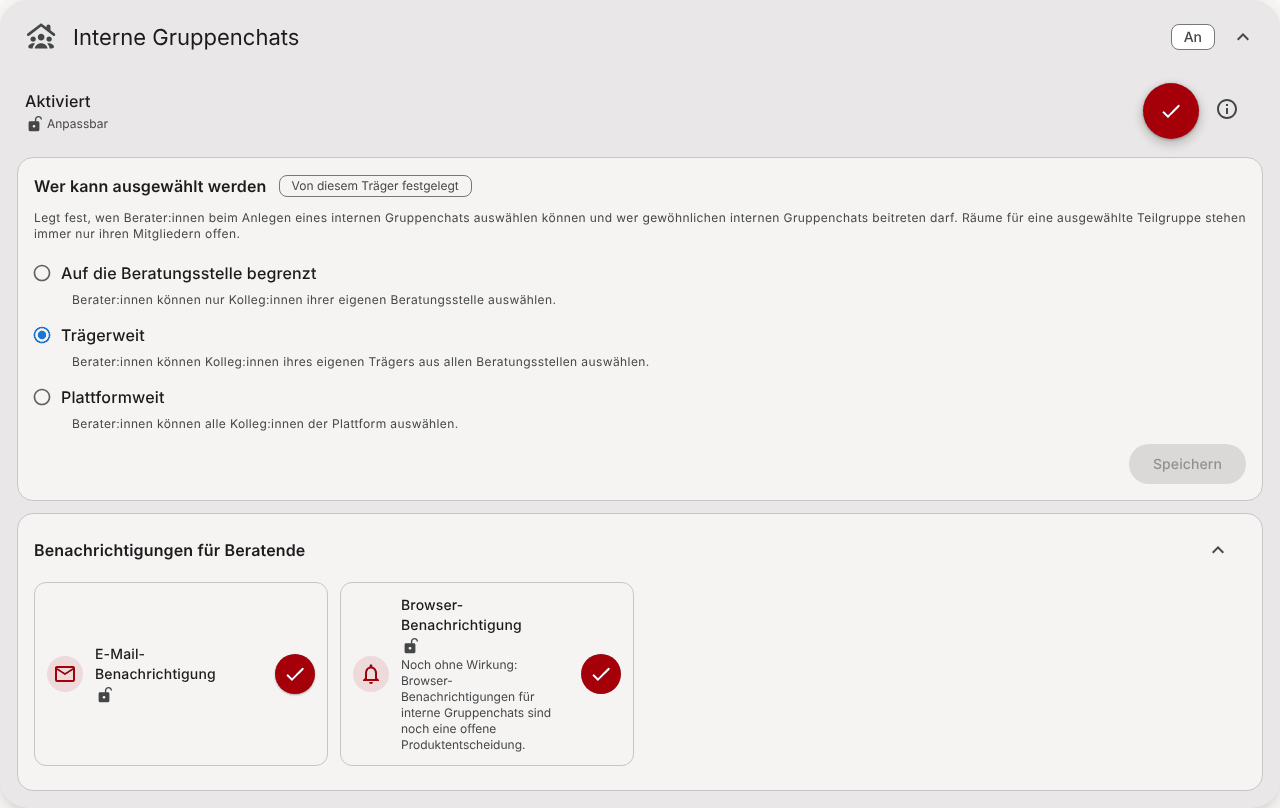 Interne Gruppenchats
An
Aktiviert
Anpassbar
Wer kann ausgewählt werden
Von diesem Träger festgelegt
Legt fest, wen Berater:innen beim Anlegen eines internen Gruppenchats auswählen können und wer gewöhnlichen internen Gruppenchats beitreten darf. Räume für eine ausgewählte Teilgruppe stehen
immer nur ihren Mitgliedern offen.
Auf die Beratungsstelle begrenzt
Berater:innen können nur Kolleg:innen ihrer eigenen Beratungsstelle auswählen.
Trägerweit
Berater:innen können Kolleg:innen ihres eigenen Trägers aus allen Beratungsstellen auswählen.
Plattformweit
Berater:innen können alle Kolleg:innen der Plattform auswählen.
Speichern
Benachrichtigungen für Beratende
E-Mail-
Benachrichtigung
Browser-
Benachrichtigung
Noch ohne Wirkung:
Browser-
Benachrichtigungen für
interne Gruppenchats sind
noch eine offene
Produktentscheidung.